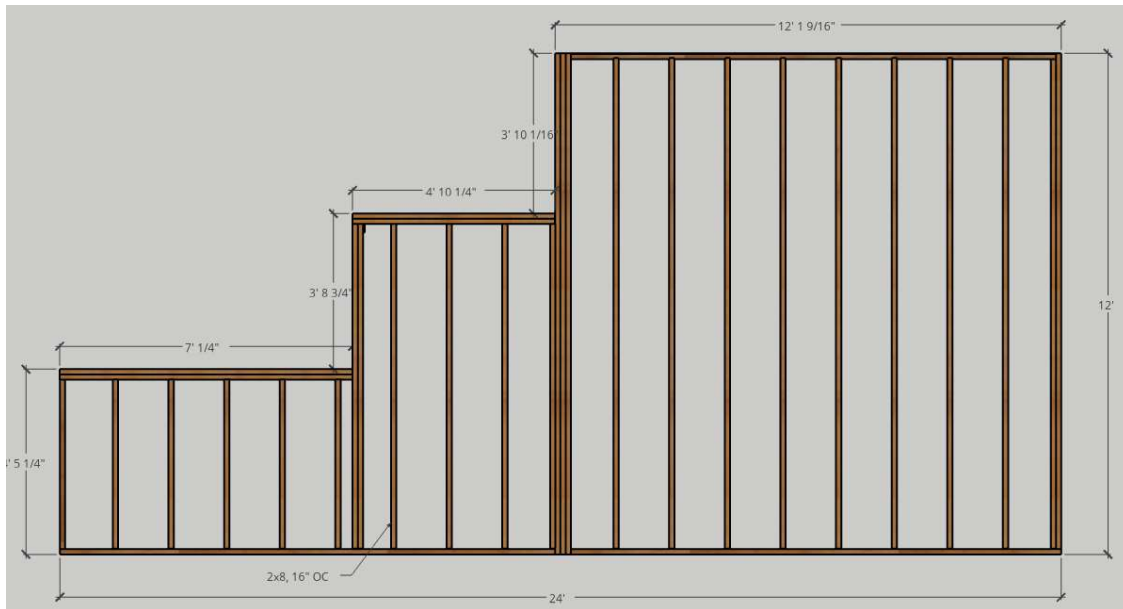 12' 1 9/16"
3' 10 1/16"
4' 10 1/4"
3' 8 3/4"
12'
7' 1/4"
' 5 1/4"
2x8, 16" OC
24'